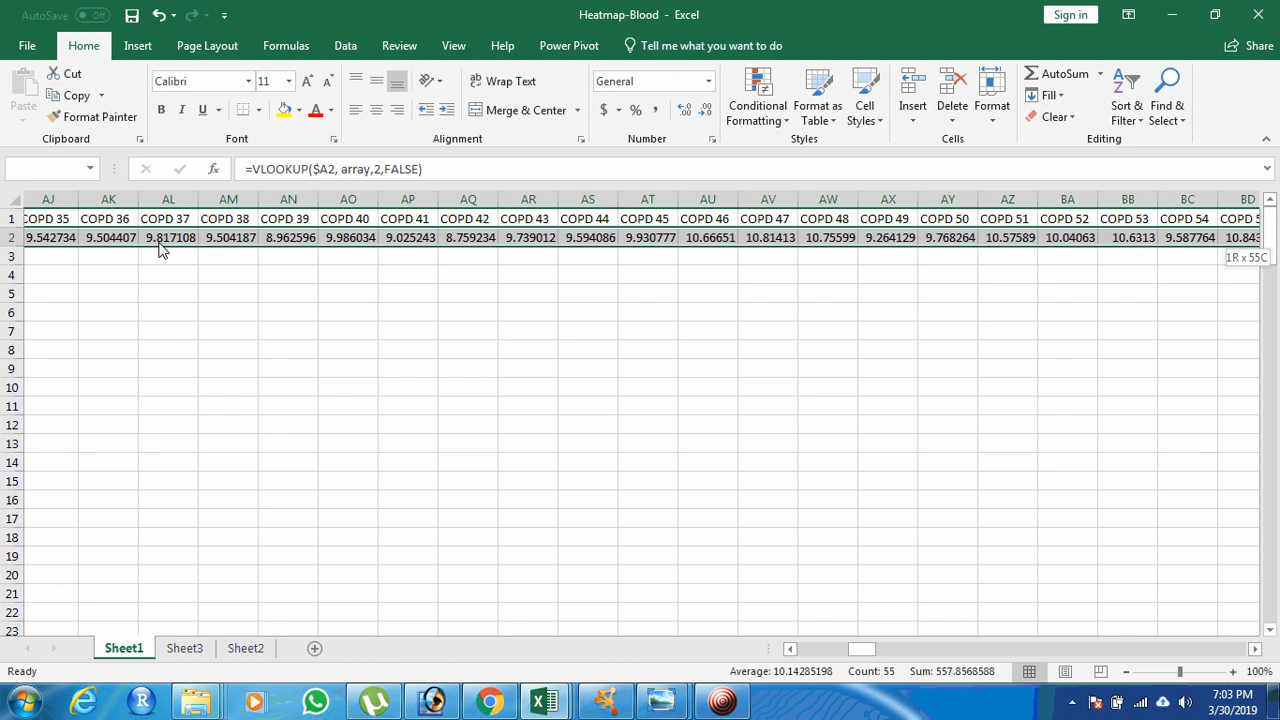 AutoSave Off
Heatmap-Blood - Excel
Sign in
File Home Insert Page Layout Formulas Data Review View Help Power Pivot Tell me what you want to do Share
Paste
Cut
Copy
Format Painter
Clipboard
Calibri 11
B I U
Font
Wrap Text
Merge & Center
Alignment
General
$ % ,
Number
Conditional Formatting
Format as Table
Cell Styles
Styles
Insert Delete Format
Cells
AutoSum
Fill
Clear
Sort & Filter
Find & Select
Editing
fx =VLOOKUP($A2, array,2,FALSE)
AJ AK AL AM AN AO AP AQ AR AS AT AU AV AW AX AY AZ BA BB BC BD
1 COPD 35 COPD 36 COPD 37 COPD 38 COPD 39 COPD 40 COPD 41 COPD 42 COPD 43 COPD 44 COPD 45 COPD 46 COPD 47 COPD 48 COPD 49 COPD 50 COPD 51 COPD 52 COPD 53 COPD 54 COPD 5
2 9.542734 9.504407 9.817108 9.504187 8.962596 9.986034 9.025243 8.759234 9.739012 9.594086 9.930777 10.66651 10.81413 10.75599 9.264129 9.768264 10.57589 10.04063 10.6313 9.587764 10.843
3 1R x 55C
4
5
6
7
8
9
10
11
12
13
14
15
16
17
18
19
20
21
22
23
Sheet1 Sheet3 Sheet2
Ready Average: 10.14285198 Count: 55 Sum: 557.8568588 100%
7:03 PM
3/30/2019